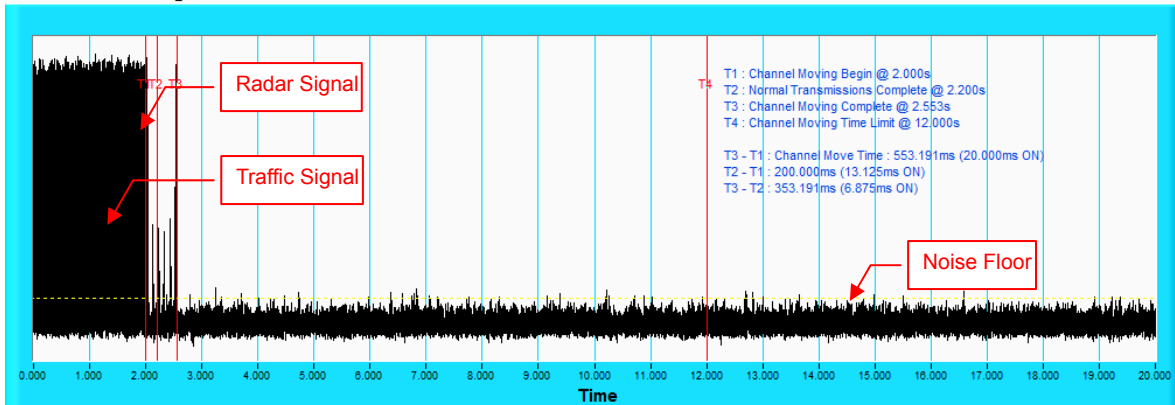 T1 T2 T3
T4
Radar Signal
Traffic Signal
Noise Floor
T1 : Channel Moving Begin @ 2.000s
T2 : Normal Transmissions Complete @ 2.200s
T3 : Channel Moving Complete @ 2.553s
T4 : Channel Moving Time Limit @ 12.000s
T3 - T1 : Channel Move Time : 553.191ms (20.000ms ON)
T2 - T1 : 200.000ms (13.125ms ON)
T3 - T2 : 353.191ms (6.875ms ON)
0.000 1.000 2.000 3.000 4.000 5.000 6.000 7.000 8.000 9.000 10.000 11.000 12.000 13.000 14.000 15.000 16.000 17.000 18.000 19.000 20.000
Time